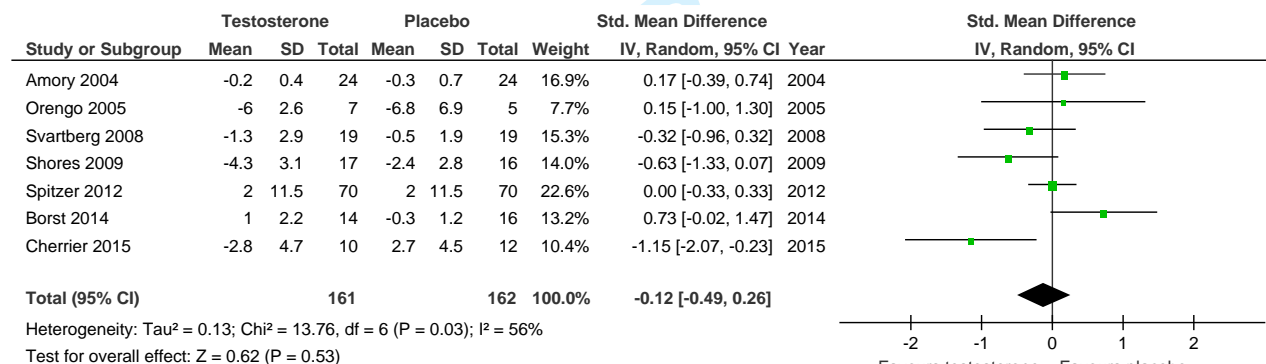 Testosterone Placebo Std. Mean Difference Std. Mean Difference
Study or Subgroup Mean SD Total Mean SD Total Weight IV, Random, 95% CI Year IV, Random, 95% CI
Amory 2004 -0.2 0.4 24 -0.3 0.7 24 16.9% 0.17 [-0.39, 0.74] 2004
Orengo 2005 -6 2.6 7 -6.8 6.9 5 7.7% 0.15 [-1.00, 1.30] 2005
Svartberg 2008 -1.3 2.9 19 -0.5 1.9 19 15.3% -0.32 [-0.96, 0.32] 2008
Shores 2009 -4.3 3.1 17 -2.4 2.8 16 14.0% -0.63 [-1.33, 0.07] 2009
Spitzer 2012 2 11.5 70 2 11.5 70 22.6% 0.00 [-0.33, 0.33] 2012
Borst 2014 1 2.2 14 -0.3 1.2 16 13.2% 0.73 [-0.02, 1.47] 2014
Cherrier 2015 -2.8 4.7 10 2.7 4.5 12 10.4% -1.15 [-2.07, -0.23] 2015
Total (95% CI) 161 162 100.0% -0.12 [-0.49, 0.26]
Heterogeneity: Tau² = 0.13; Chi² = 13.76, df = 6 (P = 0.03); I² = 56%
Test for overall effect: Z = 0.62 (P = 0.53)
-2 -1 0 1 2